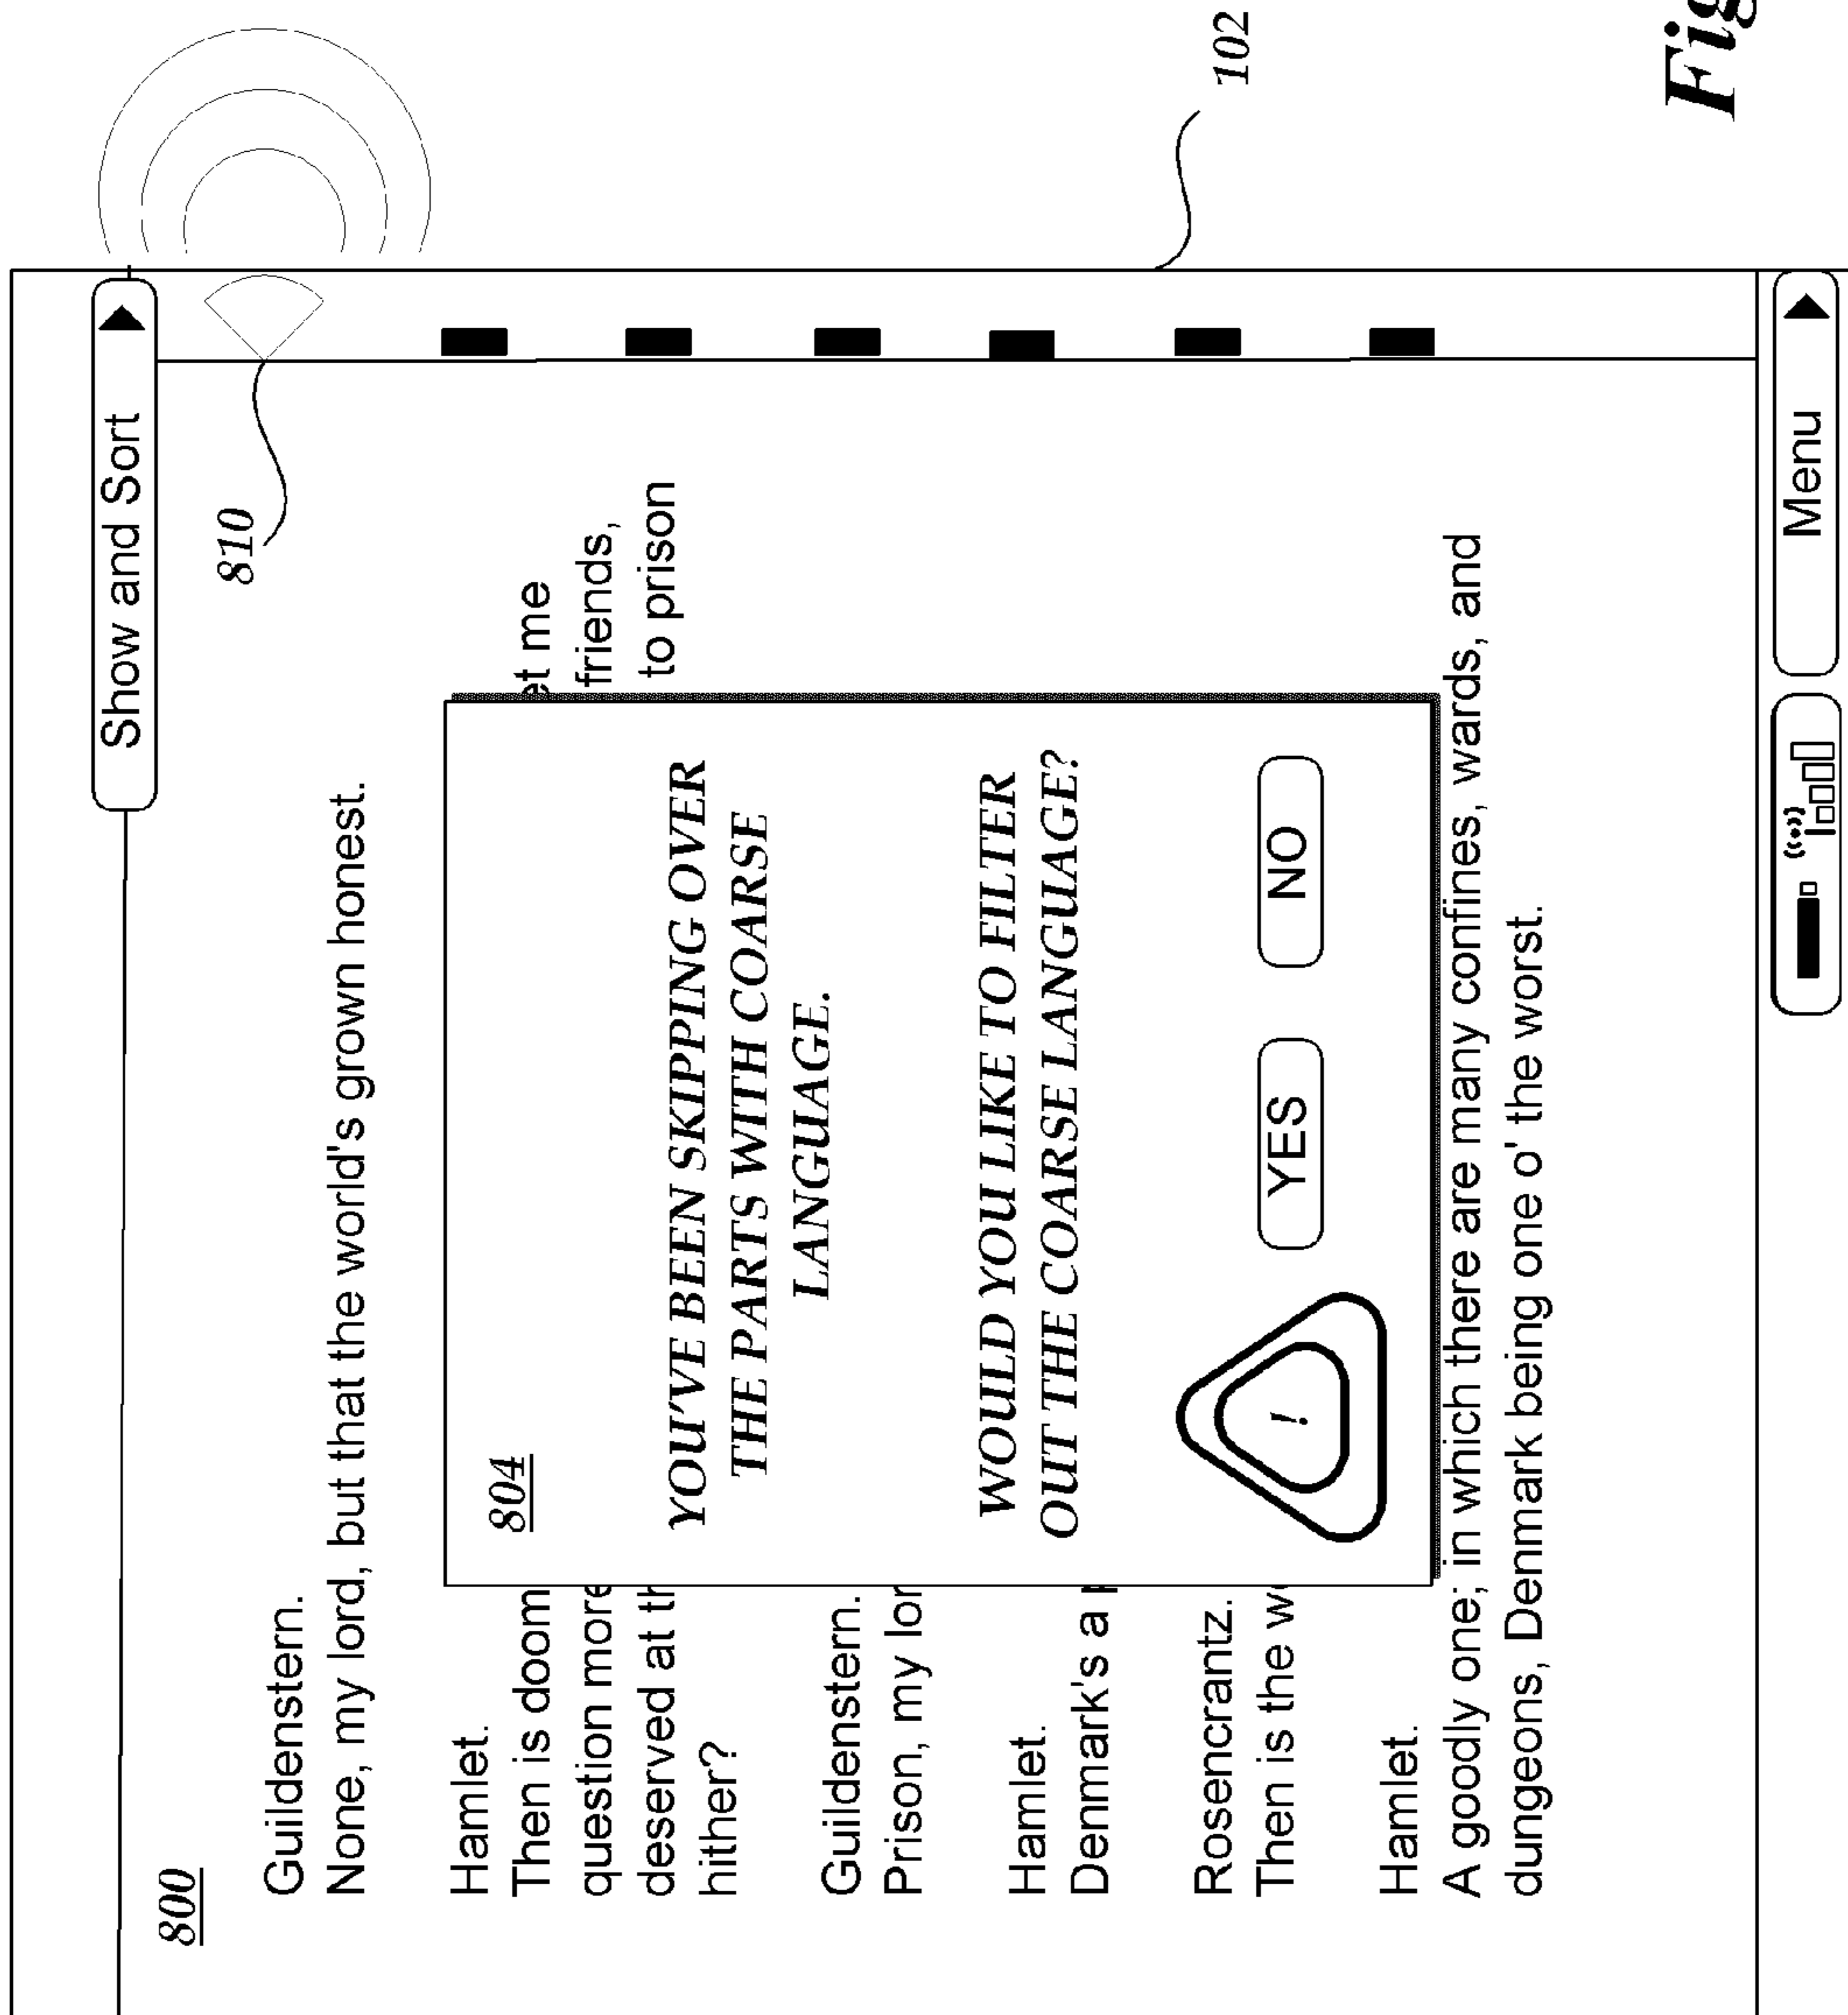 Show and Sort
800
810
Guildenstern.
None, my lord, but that the world's grown honest.
Hamlet.
Then is doom et me
question more friends,
deserved at th to prison
hither?
Guildenstern.
Prison, my lor
Hamlet.
Denmark's a
Rosencrantz.
Then is the wo
Hamlet.
A goodly one; in which there are many confines, wards, and
dungeons, Denmark being one o' the worst.
804
YOU'VE BEEN SKIPPING OVER
THE PARTS WITH COARSE
LANGUAGE.
WOULD YOU LIKE TO FILTER
OUT THE COARSE LANGUAGE?
! YES NO
102
Menu
Fig